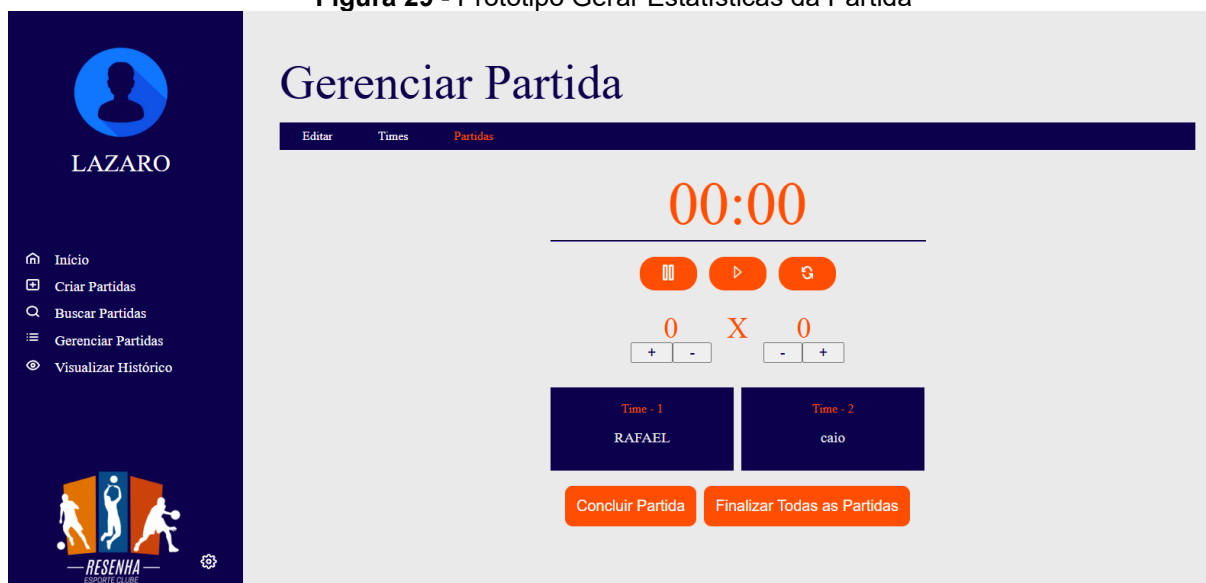 Figura 29 - Protótipo Gerar Estatísticas da Partida
Gerenciar Partida
Editar Times Partidas
LAZARO
00:00
Início
Criar Partidas
Buscar Partidas
Gerenciar Partidas
Visualizar Histórico
0 X 0
+ - - +
Time - 1
RAFAEL
Time - 2
caio
Concluir Partida Finalizar Todas as Partidas
RESENHA
ESPORTE CLUBE